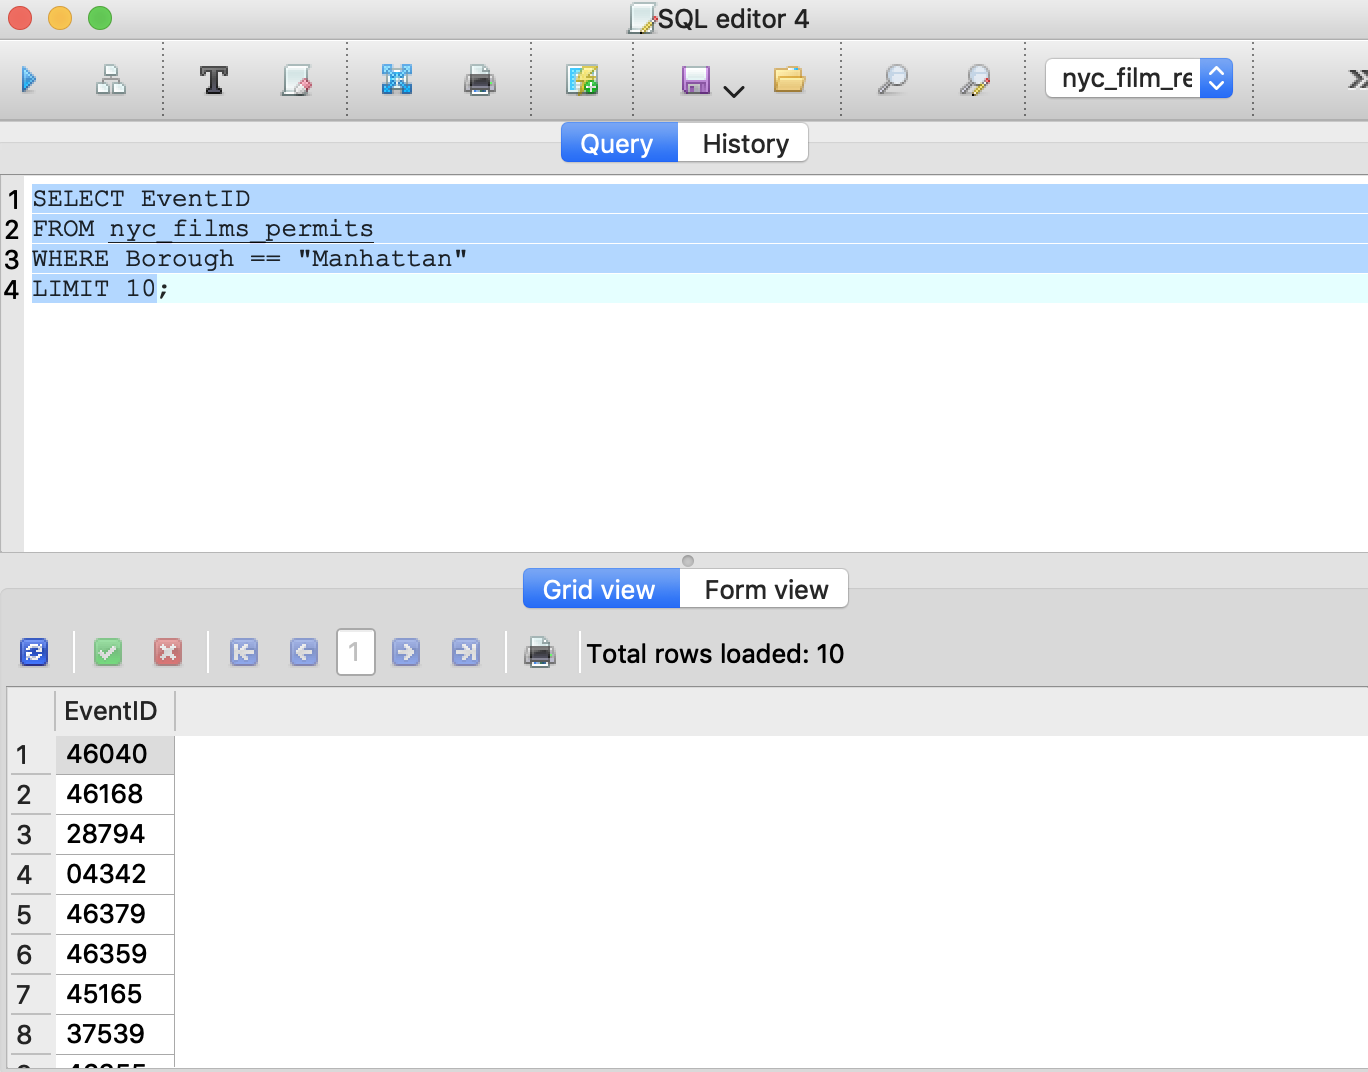 SQL editor 4
nyc_film_re
Query History
1 SELECT EventID
2 FROM nyc_films_permits
3 WHERE Borough == "Manhattan"
4 LIMIT 10;
Grid view Form view
1 Total rows loaded: 10
EventID
1 46040
2 46168
3 28794
4 04342
5 46379
6 46359
7 45165
8 37539